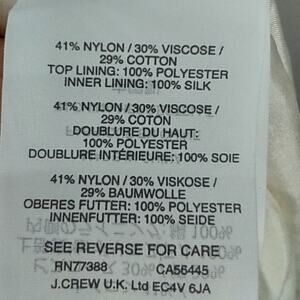 41% NYLON / 30% VISCOSE /
29% COTTON
TOP LINING: 100% POLYESTER
INNER LINING: 100% SILK
41% NYLON / 30% VISCOSE /
29% COTON
DOUBLURE DU HAUT:
100% POLYESTER
DOUBLURE INTÉRIEURE: 100% SOIE
41% NYLON / 30% VISKOSE /
29% BAUMWOLLE
OBERES FUTTER: 100% POLYESTER
INNENFUTTER: 100% SEIDE
SEE REVERSE FOR CARE
RN77388 CA56445
J.CREW U.K. Ltd EC4V 6JA